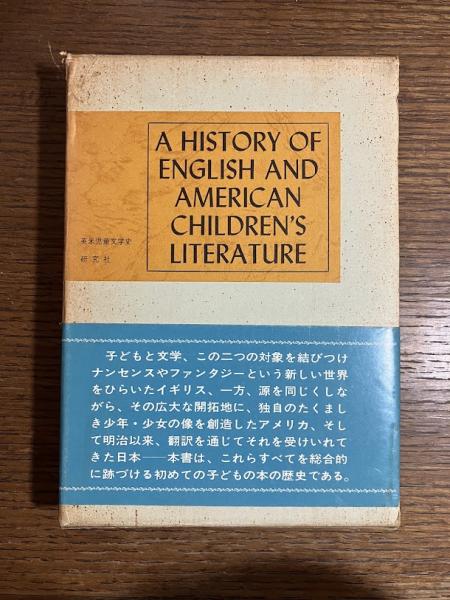 A HISTORY OF
ENGLISH AND
AMERICAN
CHILDREN'S
LITERATURE
英米児童文学史
研究社
子どもと文学、この二つの対象を結びつけ
ナンセンスやファンタジーという新しい世界
をひらいたイギリス、一方、源を同じくしな
がら、その広大な開拓地に、独自のたくまし
き少年・少女の像を創造したアメリカ、そし
て明治以来、翻訳を通じてそれを受けいれて
きた日本──本書は、これらすべてを総合的
に跡づける初めての子どもの本の歴史である。